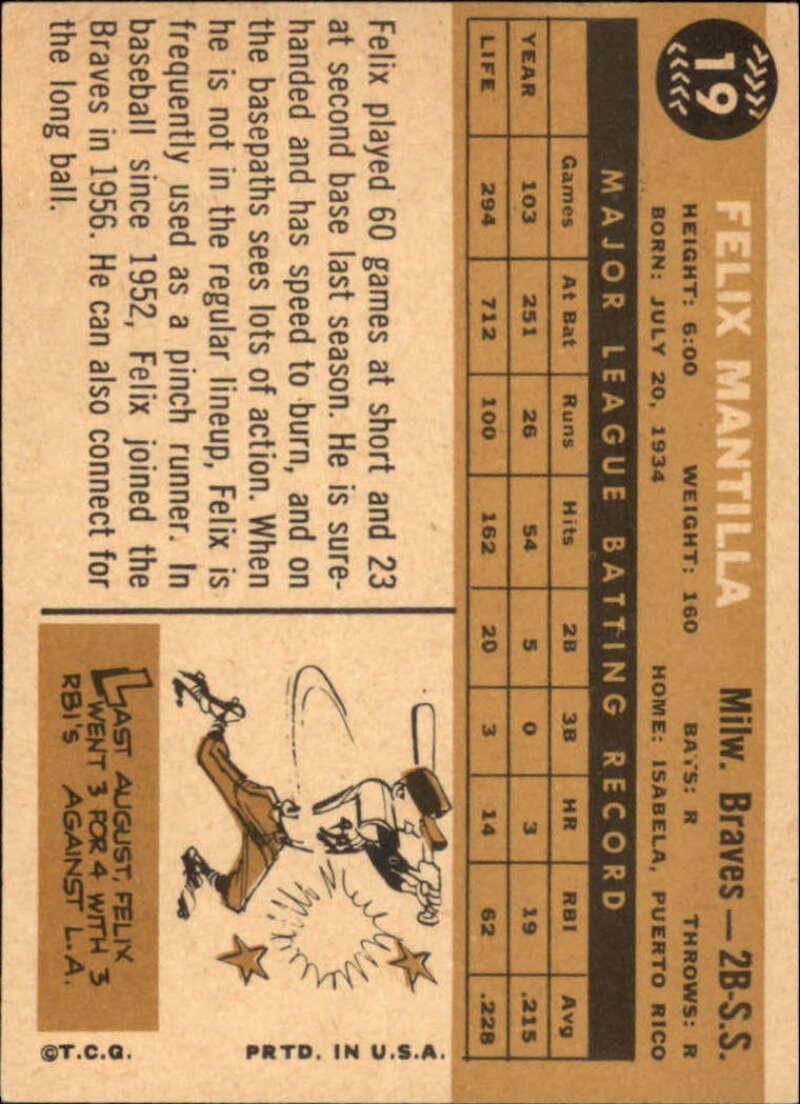 19
FELIX MANTILLA Milw. Braves — 2B-S.S.
HEIGHT: 6:00 WEIGHT: 160 BATS: R THROWS: R
BORN: JULY 20, 1934 HOME: ISABELA, PUERTO RICO
MAJOR LEAGUE BATTING RECORD
Games At Bat Runs Hits 2B 3B HR RBI Avg
YEAR 103 251 26 54 5 0 3 19 .215
LIFE 294 712 100 162 20 3 14 62 .228
Felix played 60 games at short and 23
at second base last season. He is sure-
handed and has speed to burn, and on
the basepaths sees lots of action. When
he is not in the regular lineup, Felix is
frequently used as a pinch runner. In
baseball since 1952, Felix joined the
Braves in 1956. He can also connect for
the long ball.
LAST AUGUST, FELIX
WENT 3 FOR 4 WITH 3
RBI'S AGAINST L.A.
©T.C.G. PRTD. IN U.S.A.